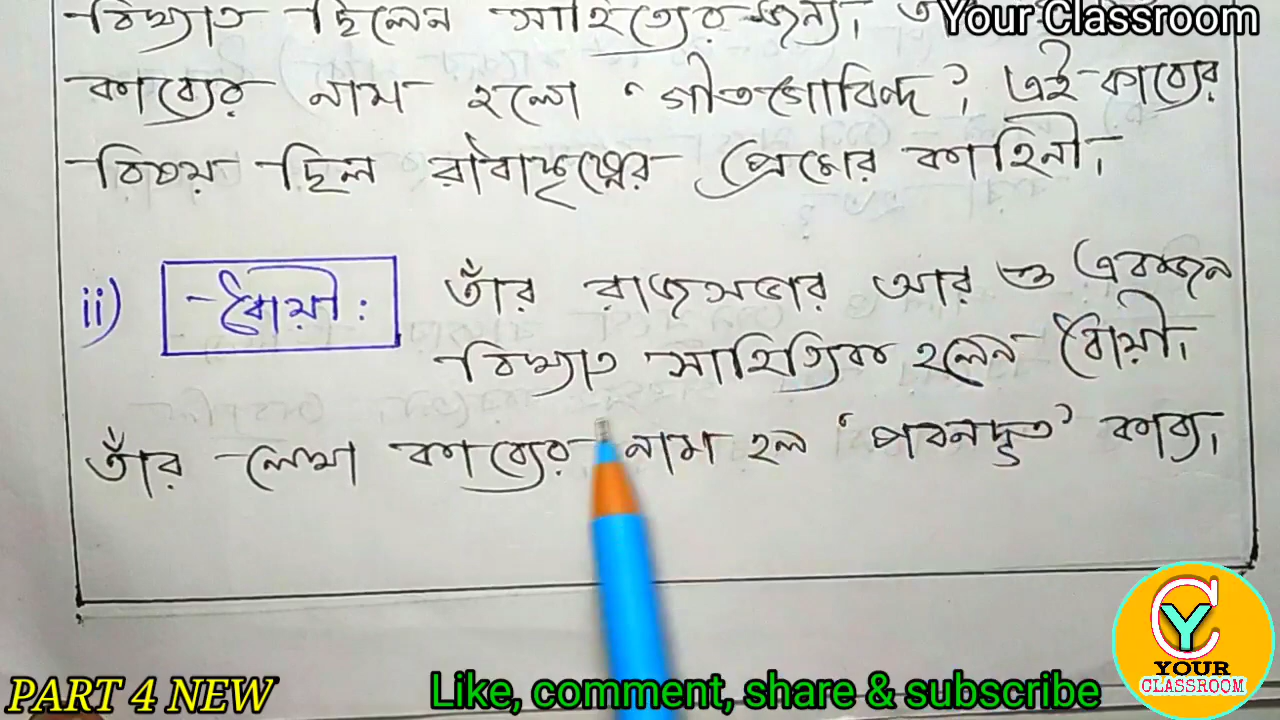 বিখ্যাত ছিলেন সাহিত্যের জন্য।
Your Classroom
কাব্যের নাম হলো 'গীতগোবিন্দ'। এই কাব্যের
বিষয় ছিল রাধাকৃষ্ণের প্রেমের কাহিনী।
ii) ধোয়ী: তাঁর রাজসভার আর ও একজন
বিখ্যাত সাহিত্যিক হলেন ধোয়ী।
তাঁর লেখা কাব্যের নাম হল 'পবনদূত' কাব্য।
YOUR
CLASSROOM
PART 4 NEW
Like, comment, share & subscribe